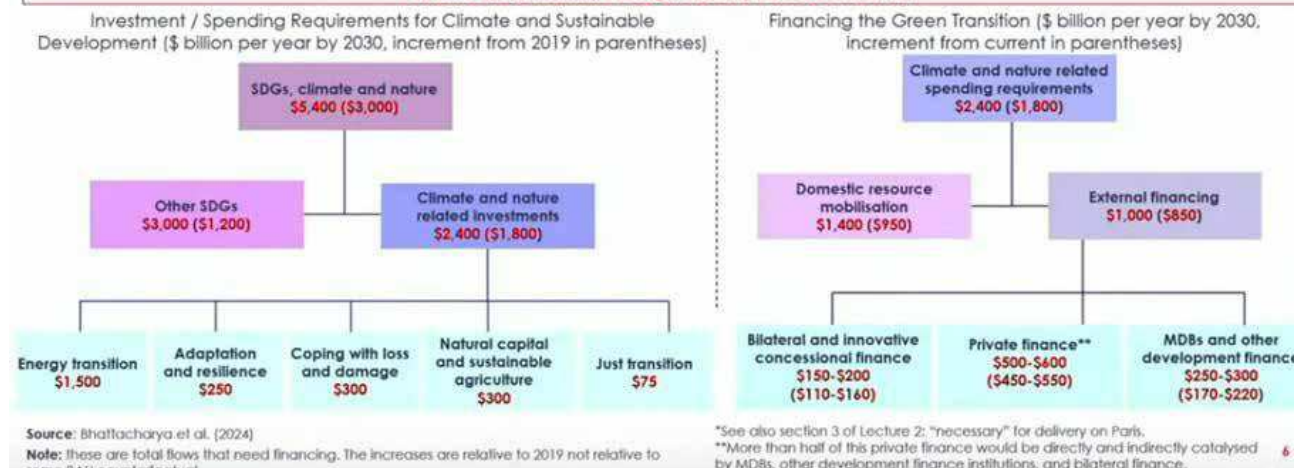 Investment / Spending Requirements for Climate and Sustainable
Development ($ billion per year by 2030, increment from 2019 in parentheses)
SDGs, climate and nature
$5,400 ($3,000)
Other SDGs
$3,000 ($1,200)
Climate and nature
related investments
$2,400 ($1,800)
Energy transition
$1,500
Adaptation
and resilience
$250
Coping with loss
and damage
$300
Natural capital
and sustainable
agriculture
$300
Just transition
$75
Source: Bhattacharya et al. (2024)
Note: these are total flows that need financing. The increases are relative to 2019 not relative to
Financing the Green Transition ($ billion per year by 2030,
increment from current in parentheses)
Climate and nature related
spending requirements
$2,400 ($1,800)
Domestic resource
mobilisation
$1,400 ($950)
External financing
$1,000 ($850)
Bilateral and innovative
concessional finance
$150-$200
($110-$160)
Private finance**
$500-$600
($450-$550)
MDBs and other
development finance
$250-$300
($170-$220)
*See also section 3 of Lecture 2: "necessary" for delivery on Paris.
**More than half of this private finance would be directly and indirectly catalysed
by MDBs, other development finance institutions, and bilateral finance.
6